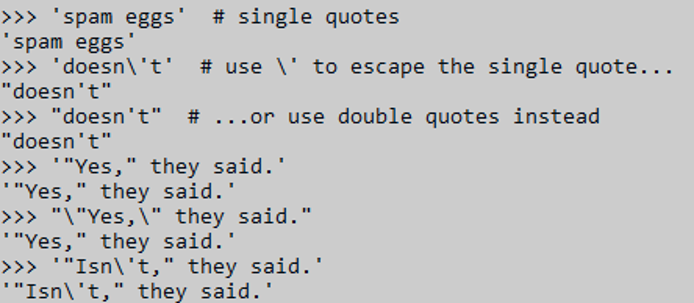 >>> 'spam eggs'  # single quotes
'spam eggs'
>>> 'doesn\'t'  # use \' to escape the single quote...
"doesn't"
>>> "doesn't"  # ...or use double quotes instead
"doesn't"
>>> '"Yes," they said.'
'"Yes," they said.'
>>> "\"Yes,\" they said."
'"Yes," they said.'
>>> '"Isn\'t," they said.'
'"Isn\'t," they said.'